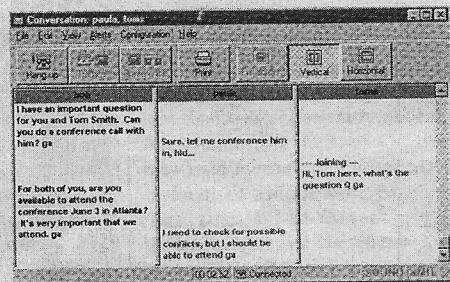 Conversation: paula, toms
File Edit View Alerts Configuration Help
Hang-up
Print
Vertical
Horizontal
I have an important question
for you and Tom Smith. Can
you do a conference call with
him? ga
Sure, let me conference him
in, hld...
--- Joining ---
Hi, Tom here, what's the
question Q ga
For both of you, are you
available to attend the
conference June 3 in Atlanta?
It's very important that we
attend. ga
I need to check for possible
conflicts, but I should be
able to attend ga
00:02:52 Connected